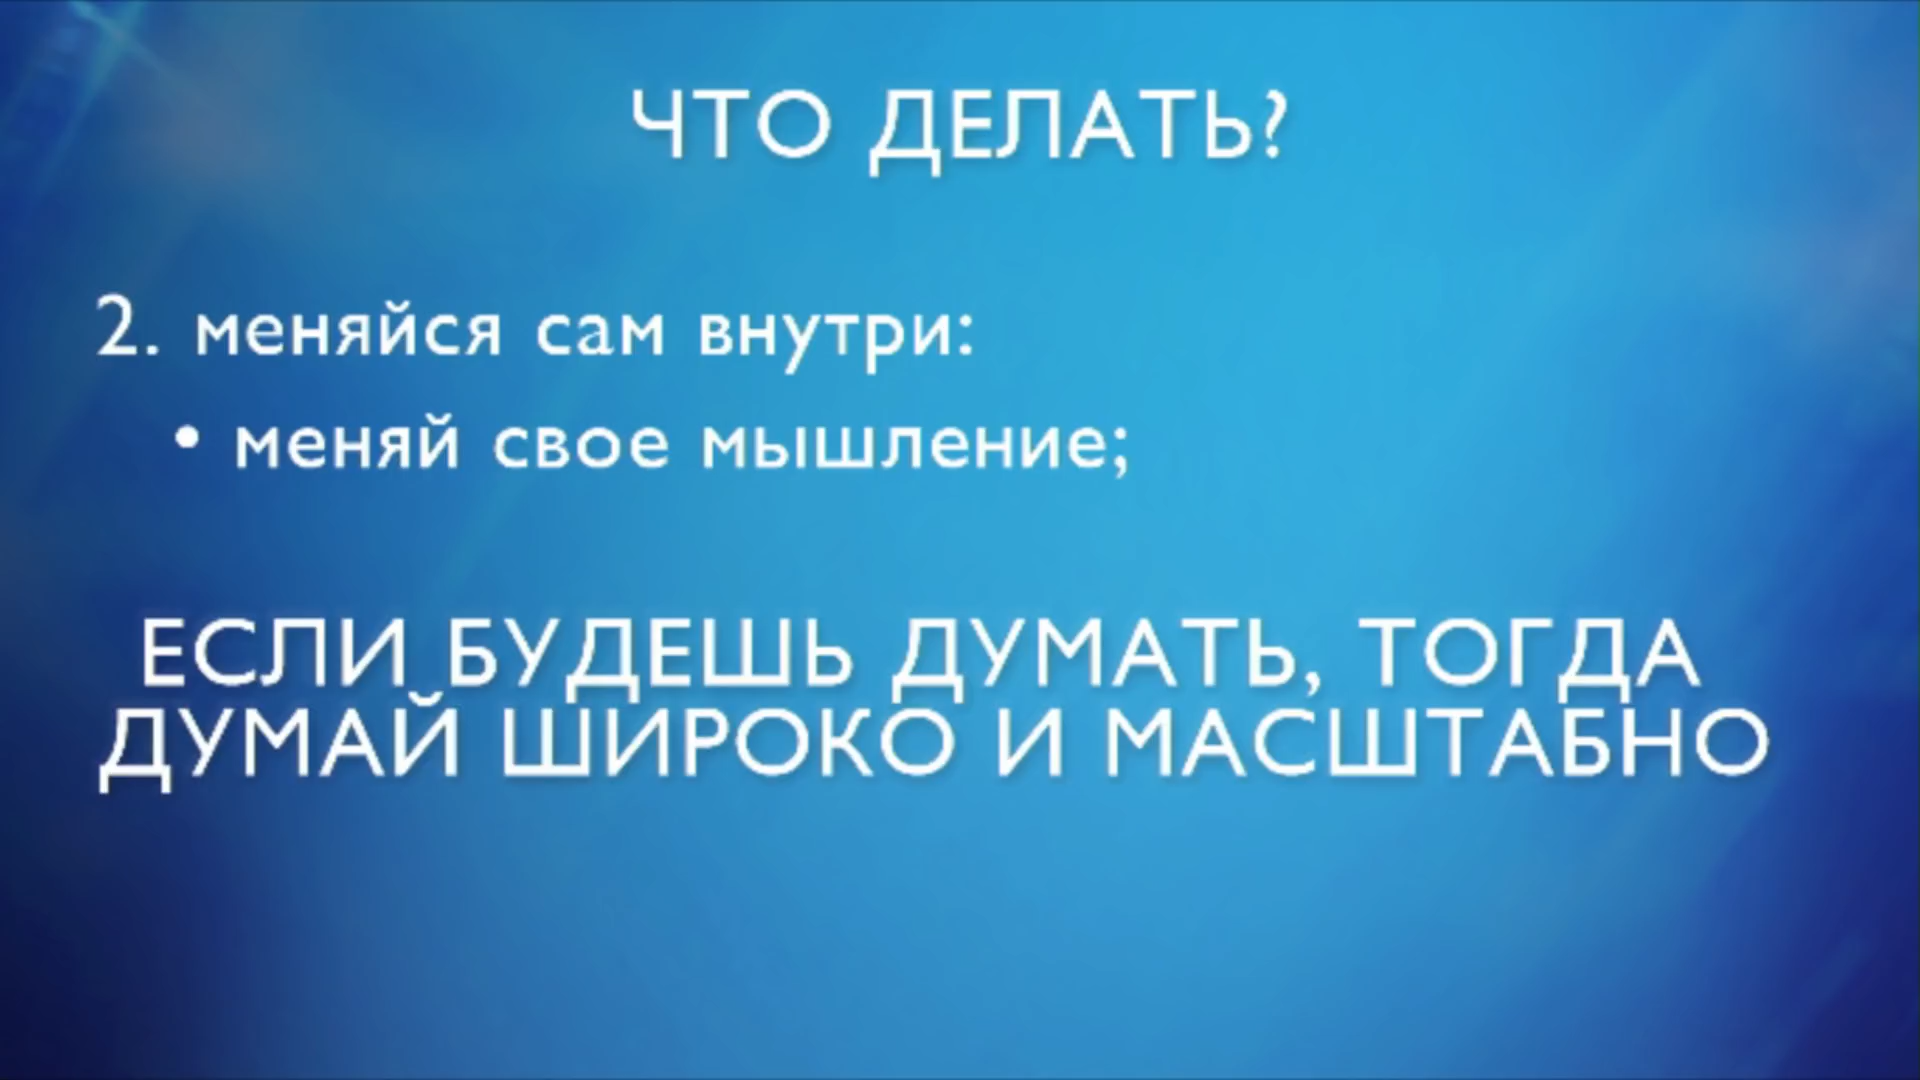 ЧТО ДЕЛАТЬ?
2. меняйся сам внутри:
• меняй свое мышление;
ЕСЛИ БУДЕШЬ ДУМАТЬ, ТОГДА
ДУМАЙ ШИРОКО И МАСШТАБНО